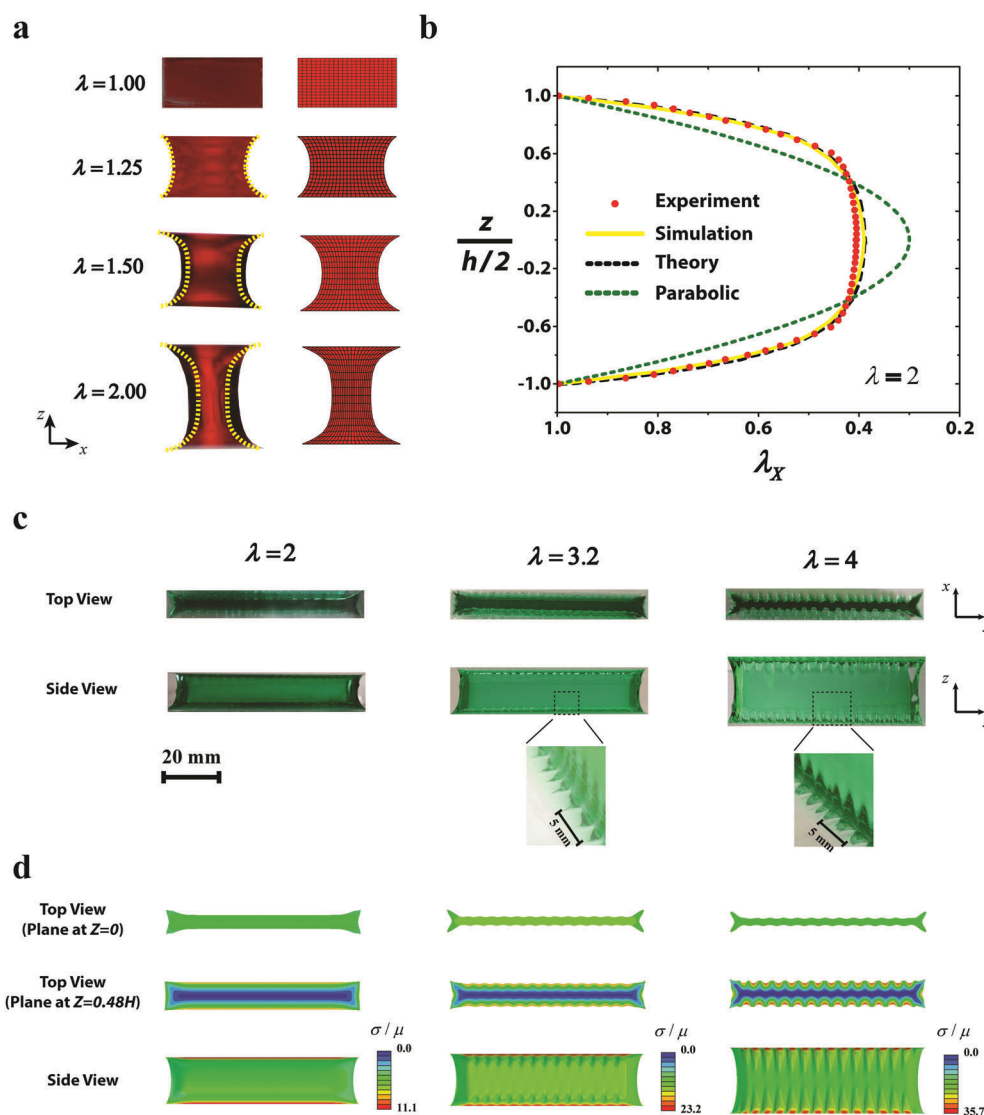 a
λ=1.00
λ=1.25
λ=1.50
λ=2.00
z
x
b
1.0
0.6
0.2
-0.2
-0.6
-1.0
z
h/2
Experiment
Simulation
Theory
Parabolic
λ=2
1.0 0.8 0.6 0.4 0.2
λX
c
λ=2 λ=3.2 λ=4
Top View
x
Side View
z
20 mm
5 mm
5 mm
d
Top View
(Plane at Z=0)
Top View
(Plane at Z=0.48H)
Side View
σ / μ
0.0
11.1
σ / μ
0.0
23.2
σ / μ
0.0
35.7